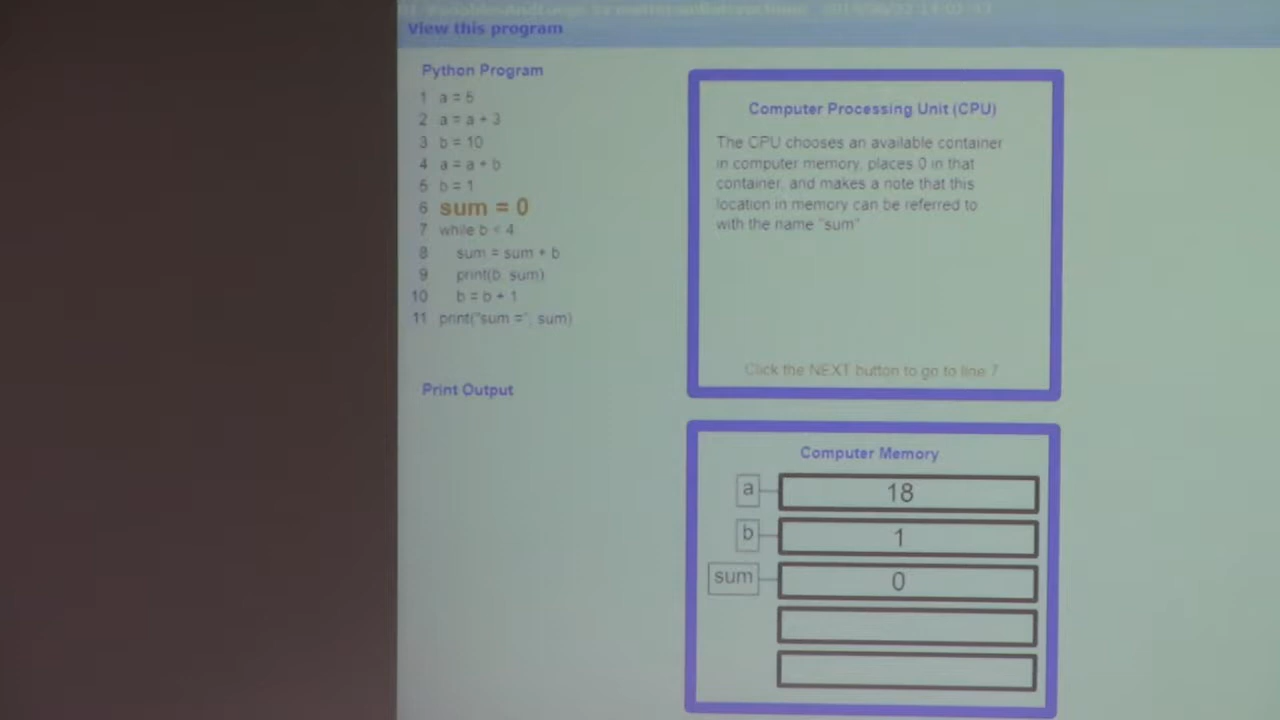 View this program
Python Program
1 a = 5
2 a = a + 3
3 b = 10
4 a = a + b
5 b = 1
6 sum = 0
7 while b < 4
8 sum = sum + b
9 print(b, sum)
10 b = b + 1
11 print("sum =", sum)
Print Output
Computer Processing Unit (CPU)
The CPU chooses an available container
in computer memory, places 0 in that
container, and makes a note that this
location in memory can be referred to
with the name "sum"
Click the NEXT button to go to line 7
Computer Memory
a 18
b 1
sum 0